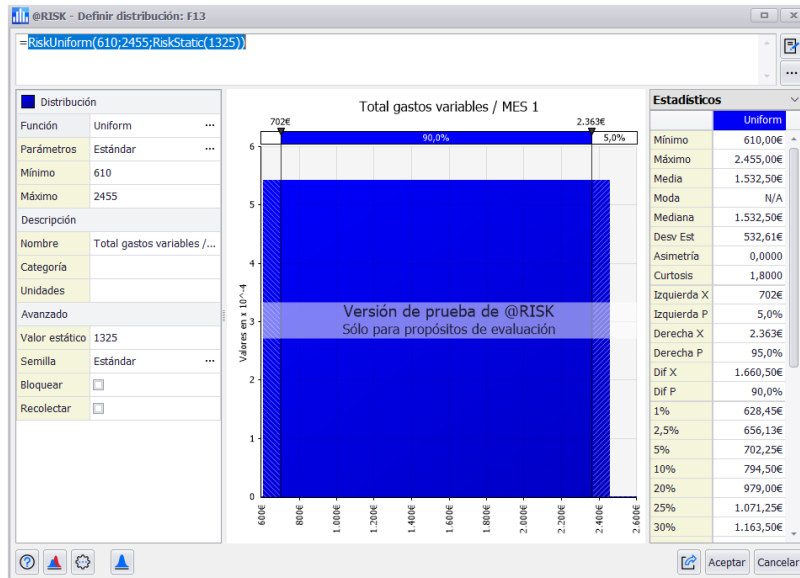 @RISK - Definir distribución: F13
=RiskUniform(610;2455;RiskStatic(1325))
Distribución
Función Uniform ...
Parámetros Estándar ...
Mínimo 610
Máximo 2455
Descripción
Nombre Total gastos variables /...
Categoría
Unidades
Avanzado
Valor estático 1325
Semilla Estándar ...
Bloquear
Recolectar
Total gastos variables / MES 1
702€ 2.363€
90,0% 5,0%
6
5
4
3
2
1
0
Valores en x 10^-4
600€ 800€ 1.000€ 1.200€ 1.400€ 1.600€ 1.800€ 2.000€ 2.200€ 2.400€ 2.600€
Versión de prueba de @RISK
Sólo para propósitos de evaluación
Estadísticos
Uniform
Mínimo 610,00€
Máximo 2.455,00€
Media 1.532,50€
Moda N/A
Mediana 1.532,50€
Desv Est 532,61€
Asimetría 0,0000
Curtosis 1,8000
Izquierda X 702€
Izquierda P 5,0%
Derecha X 2.363€
Derecha P 95,0%
Dif X 1.660,50€
Dif P 90,0%
1% 628,45€
2,5% 656,13€
5% 702,25€
10% 794,50€
20% 979,00€
25% 1.071,25€
30% 1.163,50€
Aceptar Cancelar